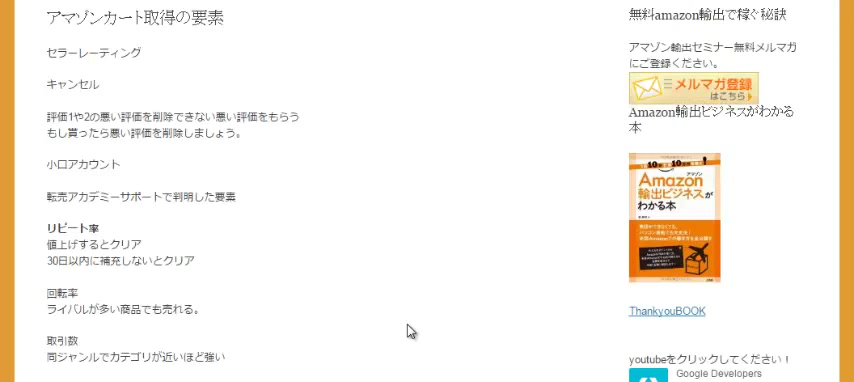 アマゾンカート取得の要素
セラーレーティング
キャンセル
評価1や2の悪い評価を削除できない悪い評価をもらう
もし貰ったら悪い評価を削除しましょう。
小口アカウント
転売アカデミーサポートで判明した要素
リピート率
値上げするとクリア
30日以内に補充しないとクリア
回転率
ライバルが多い商品でも売れる。
取引数
同ジャンルでカテゴリが近いほど強い
無料amazon輸出で稼ぐ秘訣
アマゾン輸出セミナー無料メルマガ
にご登録ください。
メルマガ登録
はこちら
Amazon輸出ビジネスがわかる
本
アマゾン
Amazon
輸出ビジネスが
わかる本
ThankyouBOOK
youtubeをクリックしてください！
Google Developers